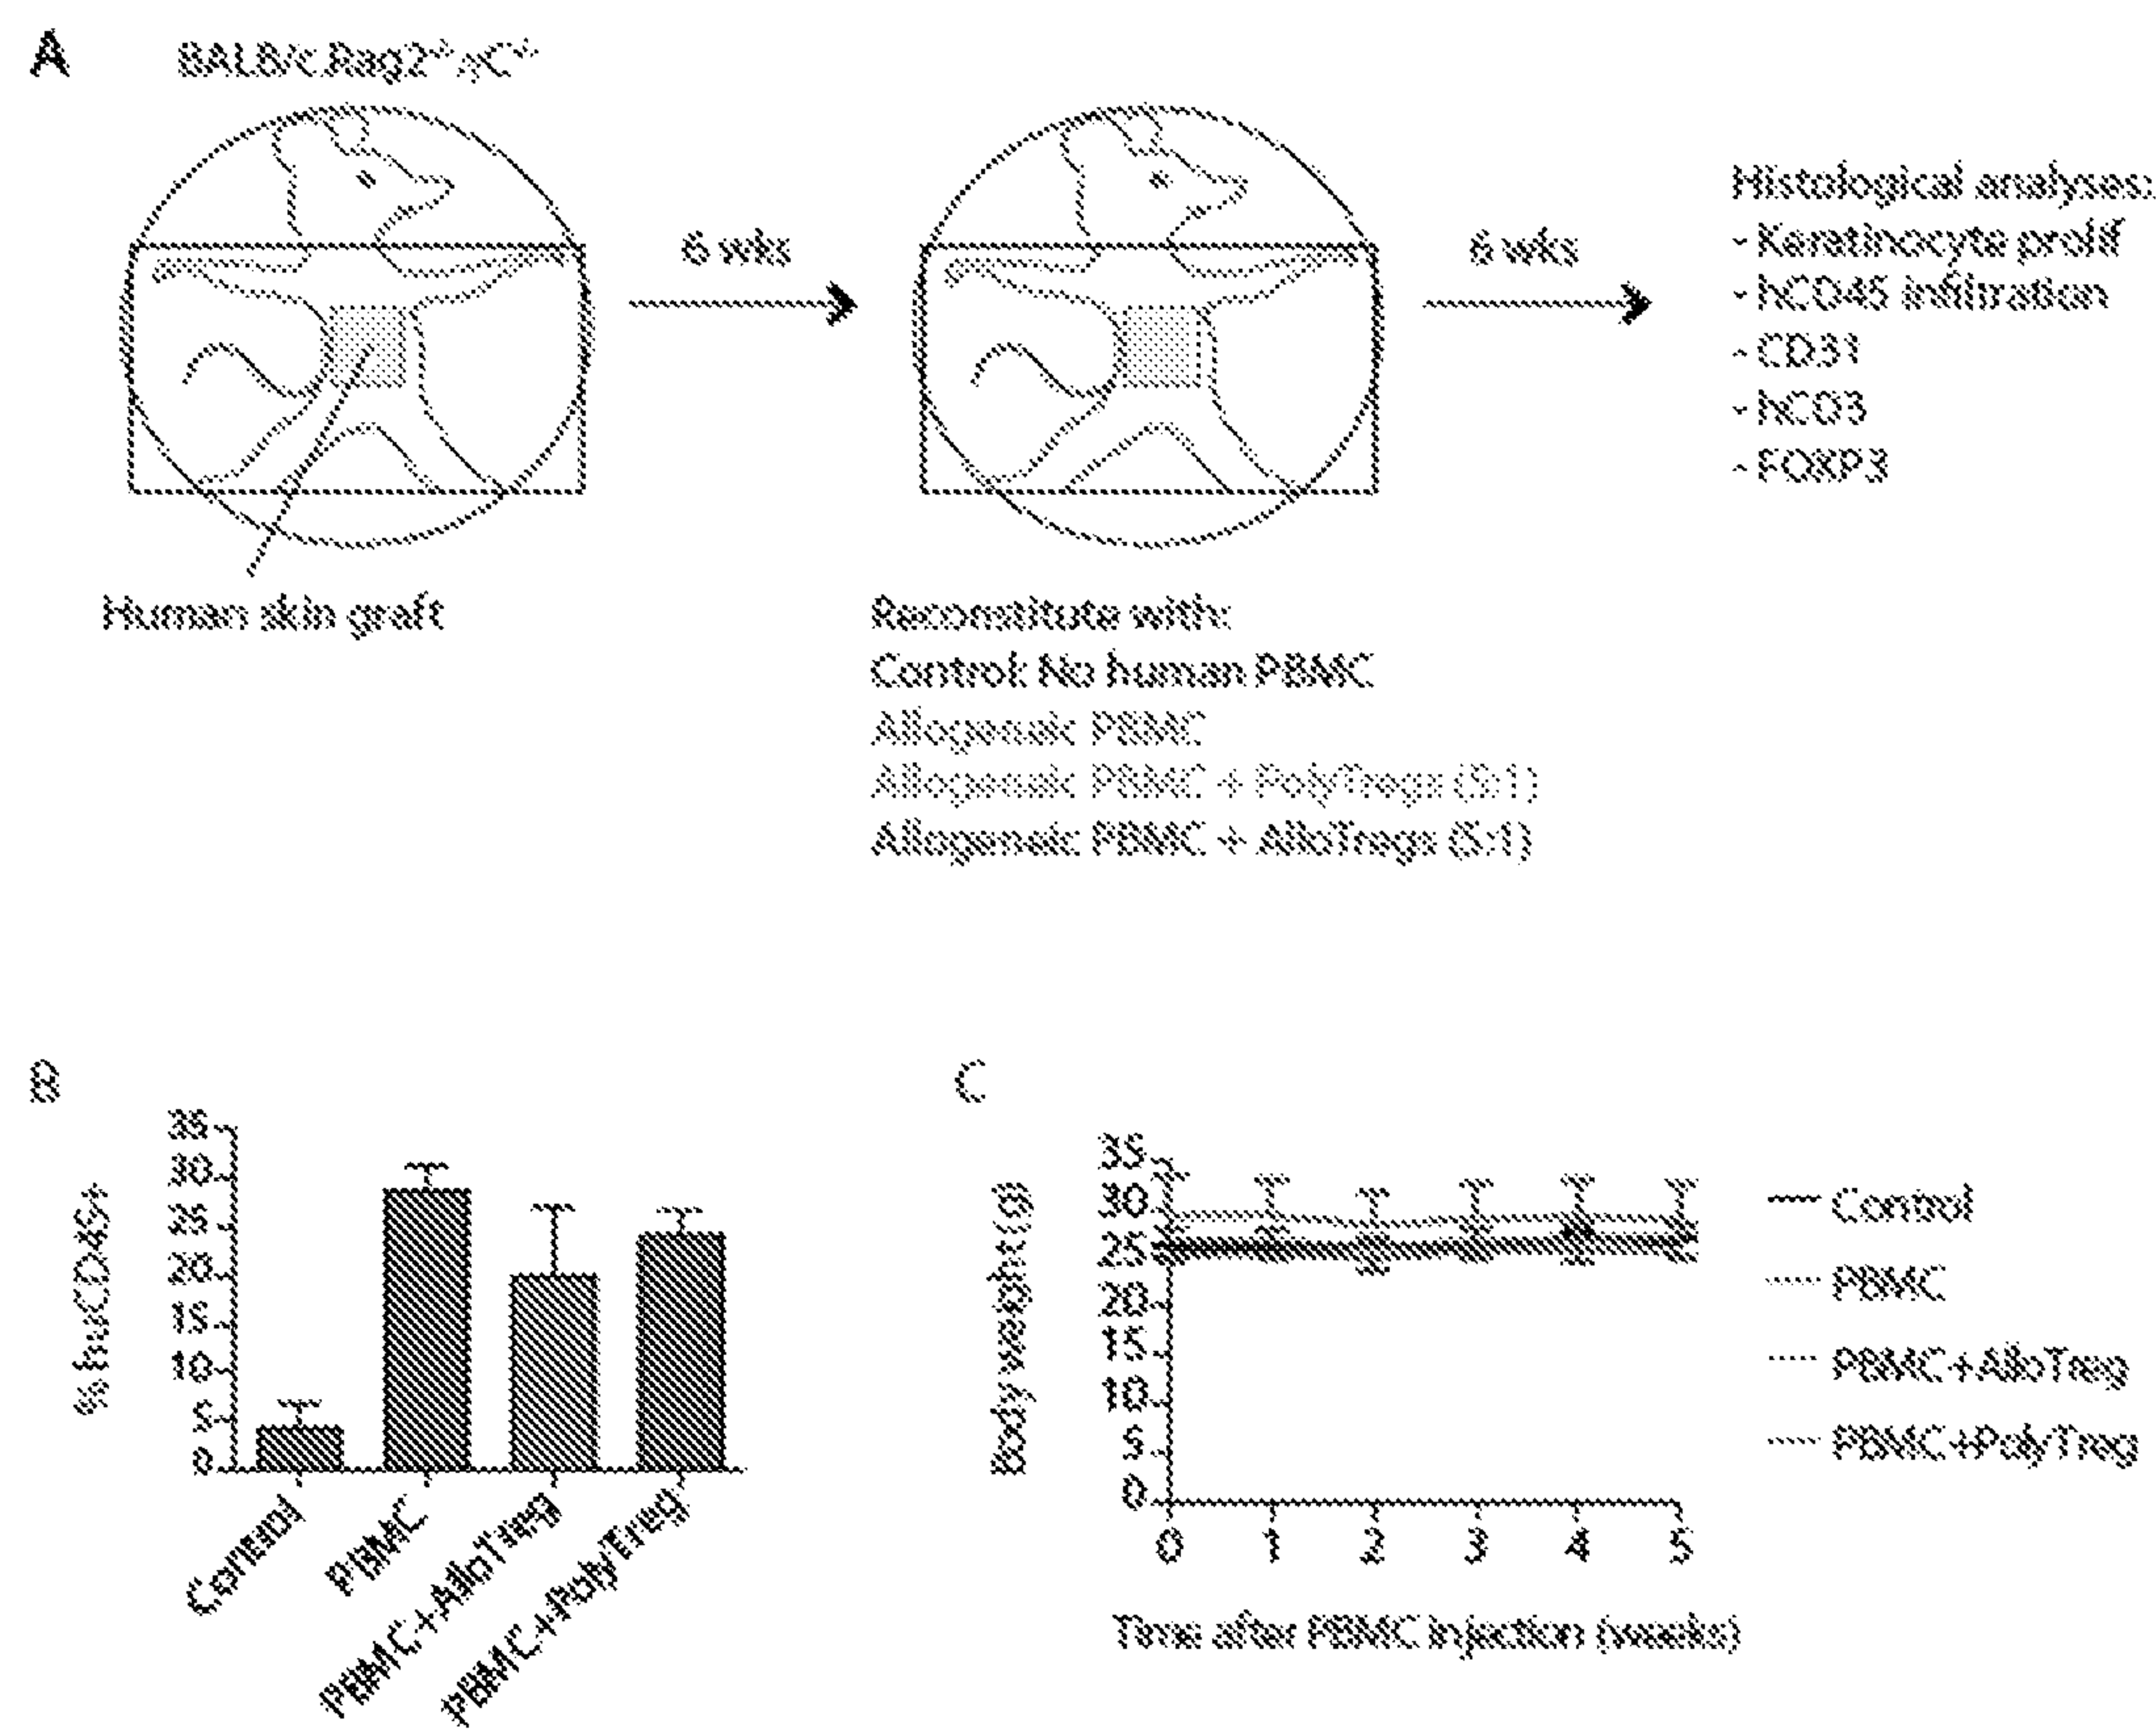 A
BALB/c.Rag2-/-γC-/-
6 wks
6 wks
Histological analyses:
- Keratinocyte prolif
- hCD45 infiltration
- CD31
- hCD3
- FOXP3
Human skin graft
Reconstitute with:
Control: No human PBMC
Allogeneic PBMC
Allogeneic PBMC + PolyTregs (5:1)
Allogeneic PBMC + AlloTregs (5:1)
B
% huCD45+
35
30
25
20
15
10
5
0
Control
PBMC
PBMC+AlloTreg
PBMC+PolyTreg
C
Body weight (g)
35
30
25
20
15
10
5
0
0 1 2 3 4 5
Time after PBMC injection (weeks)
Control
PBMC
PBMC+AlloTreg
PBMC+PolyTreg